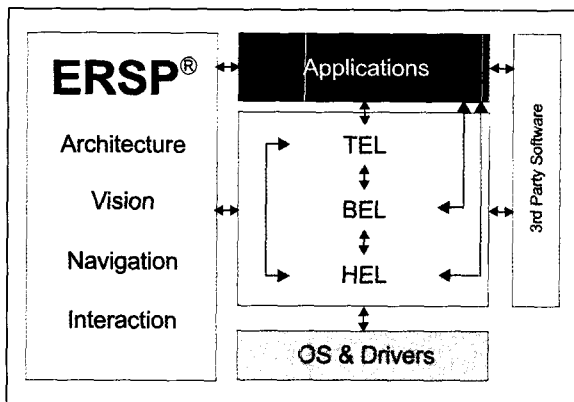 ERSP®
Architecture
Vision
Navigation
Interaction
Applications
TEL
BEL
HEL
OS & Drivers
3rd Party Software